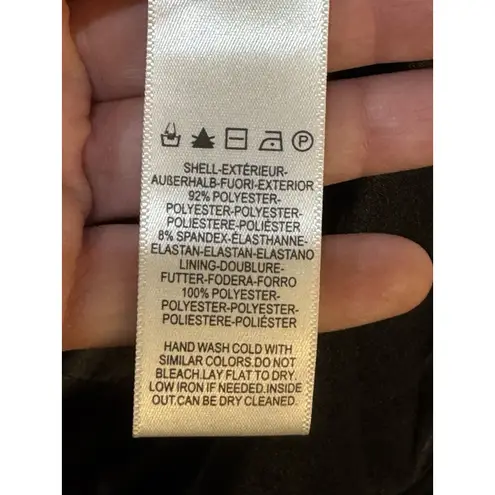 P
SHELL-EXTÉRIEUR-
AUßERHALB-FUORI-EXTERIOR
92% POLYESTER-
POLYESTER-POLYESTER-
POLIESTERE-POLIÉSTER
8% SPANDEX-ÉLASTHANNE-
ELASTAN-ELASTAN-ELASTANO
LINING-DOUBLURE-
FUTTER-FODERA-FORRO
100% POLYESTER-
POLYESTER-POLYESTER-
POLIESTERE-POLIÉSTER
HAND WASH COLD WITH
SIMILAR COLORS.DO NOT
BLEACH.LAY FLAT TO DRY.
LOW IRON IF NEEDED.INSIDE
OUT.CAN BE DRY CLEANED.